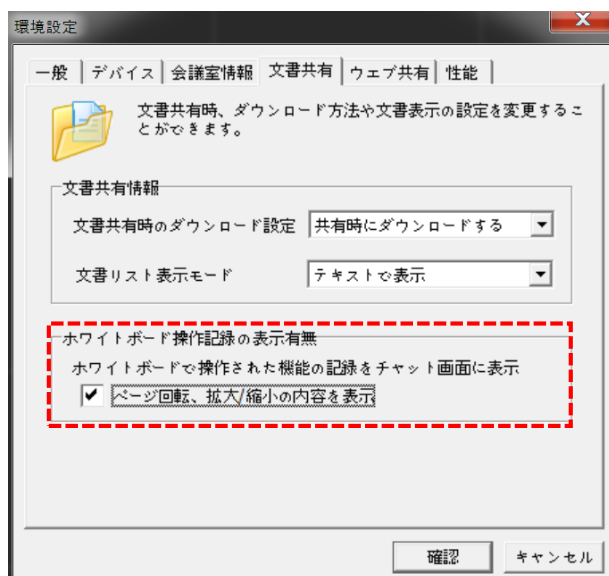 環境設定
一般 デバイス 会議室情報 文書共有 ウェブ共有 性能
文書共有時、ダウンロード方法や文書表示の設定を変更するこ
とができます。
文書共有情報
文書共有時のダウンロード設定 共有時にダウンロードする
文書リスト表示モード テキストで表示
ホワイトボード操作記録の表示有無
ホワイトボードで操作された機能の記録をチャット画面に表示
ページ回転、拡大/縮小の内容を表示
確認 キャンセル